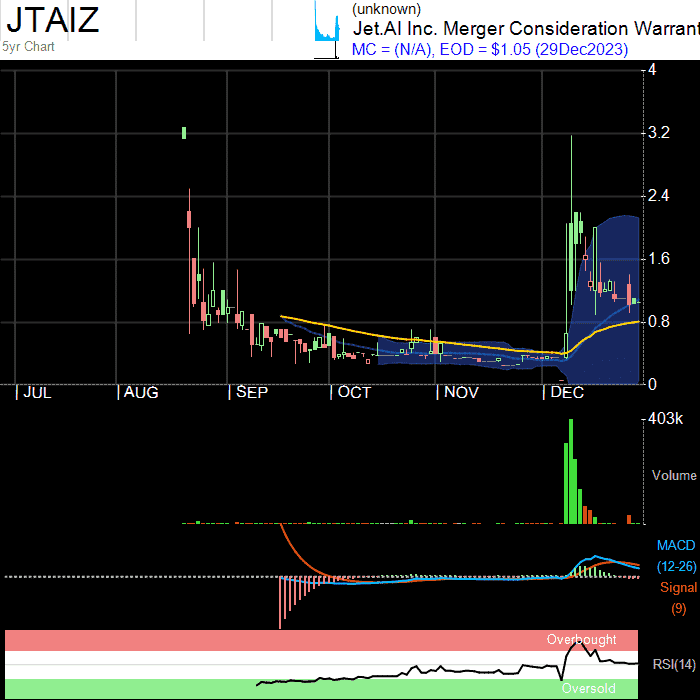 JTAIZ
5yr Chart
(unknown)
Jet.AI Inc. Merger Consideration Warrant
MC = (N/A), EOD = $1.05 (29Dec2023)
4
3.2
2.4
1.6
0.8
0
JUL AUG SEP OCT NOV DEC
403k
Volume
MACD
(12-26)
Signal
(9)
Overbought
RSI(14)
Oversold